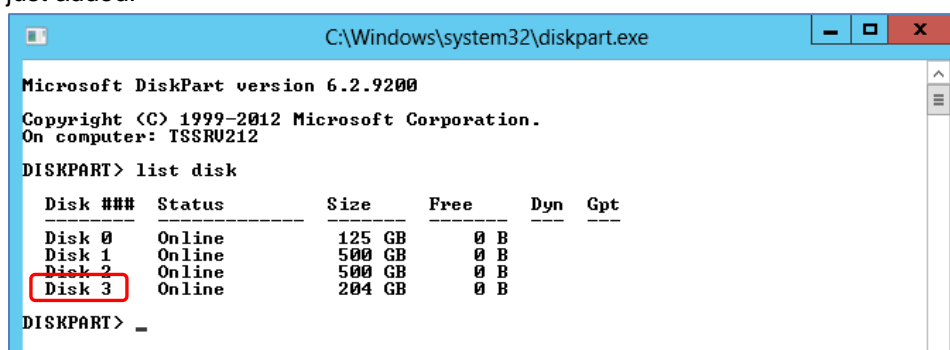 just added.
C:\Windows\system32\diskpart.exe
Microsoft DiskPart version 6.2.9200
Copyright (C) 1999-2012 Microsoft Corporation.
On computer: TSSRV212
DISKPART> list disk
Disk ### Status Size Free Dyn Gpt
-------- ------------- ------- ------- --- ---
Disk 0 Online 125 GB 0 B
Disk 1 Online 500 GB 0 B
Disk 2 Online 500 GB 0 B
Disk 3 Online 204 GB 0 B
DISKPART> _